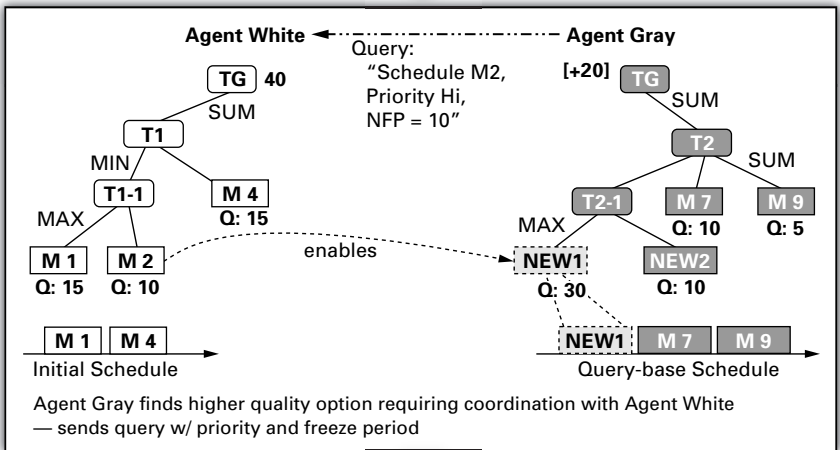 Agent White
Agent Gray
Query:
"Schedule M2,
Priority Hi,
NFP = 10"
TG 40
SUM
T1
MIN
T1-1
M 4
Q: 15
MAX
M 1
M 2
Q: 15
Q: 10
enables
[+20] TG
SUM
T2
SUM
T2-1
M 7
M 9
Q: 10
Q: 5
MAX
NEW1
NEW2
Q: 30
Q: 10
M 1
M 4
Initial Schedule
NEW1
M 7
M 9
Query-base Schedule
Agent Gray finds higher quality option requiring coordination with Agent White
— sends query w/ priority and freeze period